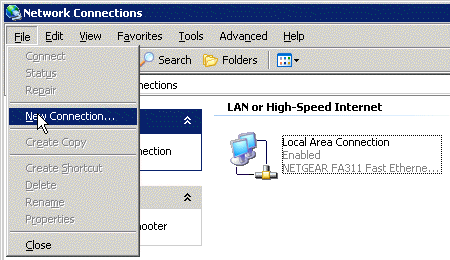 Network Connections
File Edit View Favorites Tools Advanced Help
Search Folders
Connect
Status
Repair
New Connection...
Create Copy
Create Shortcut
Delete
Rename
Properties
Close
nections
nection
hooter
LAN or High-Speed Internet
Local Area Connection
Enabled
NETGEAR FA311 Fast Etherne...